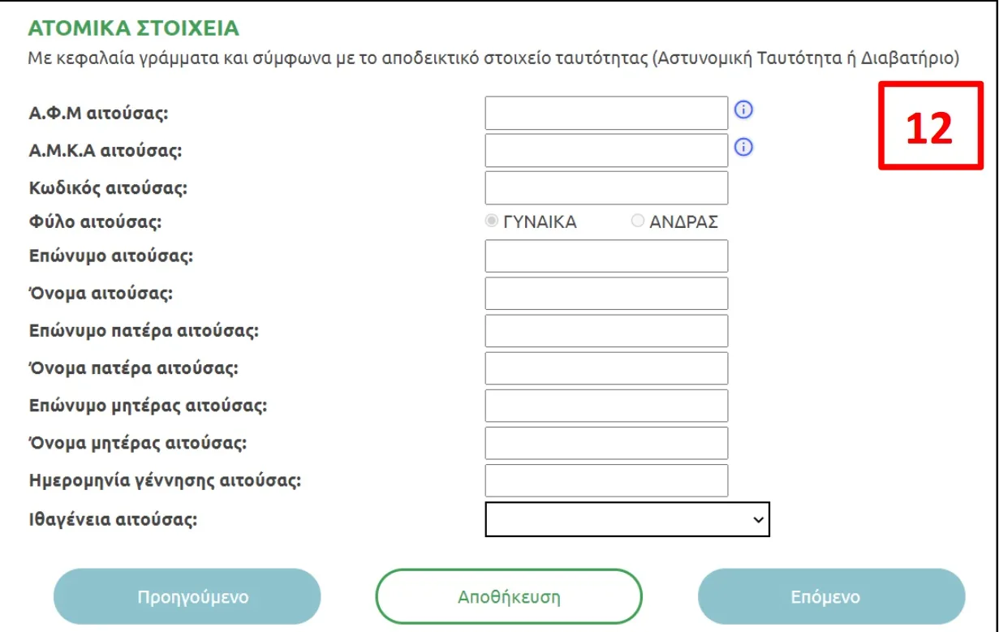 ΑΤΟΜΙΚΑ ΣΤΟΙΧΕΙΑ
Με κεφαλαία γράμματα και σύμφωνα με το αποδεικτικό στοιχείο ταυτότητας (Αστυνομική Ταυτότητα ή Διαβατήριο)
12
Α.Φ.Μ αιτούσας:
Α.Μ.Κ.Α αιτούσας:
Κωδικός αιτούσας:
Φύλο αιτούσας: ΓΥΝΑΙΚΑ ΑΝΔΡΑΣ
Επώνυμο αιτούσας:
Όνομα αιτούσας:
Επώνυμο πατέρα αιτούσας:
Όνομα πατέρα αιτούσας:
Επώνυμο μητέρας αιτούσας:
Όνομα μητέρας αιτούσας:
Ημερομηνία γέννησης αιτούσας:
Ιθαγένεια αιτούσας:
Προηγούμενο Αποθήκευση Επόμενο